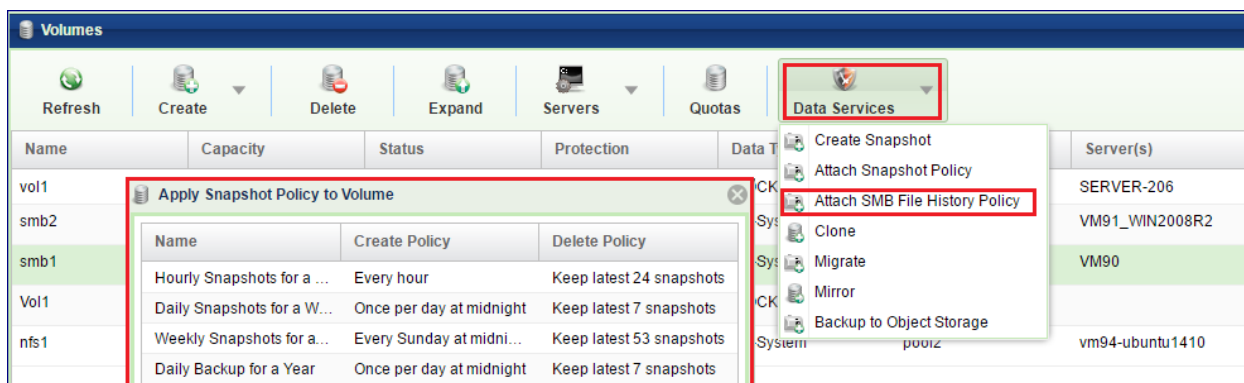 Volumes
Refresh Create Delete Expand Servers Quotas Data Services
Name Capacity Status Protection Data T Server(s)
Create Snapshot
Attach Snapshot Policy
Attach SMB File History Policy
Clone
Migrate
Mirror
Backup to Object Storage
vol1 CK SERVER-206
smb2 -Sys VM91_WIN2008R2
smb1 -Sys VM90
Vol1 CK
nfs1 -System pool2 vm94-ubuntu1410
Apply Snapshot Policy to Volume
Name Create Policy Delete Policy
Hourly Snapshots for a ... Every hour Keep latest 24 snapshots
Daily Snapshots for a W... Once per day at midnight Keep latest 7 snapshots
Weekly Snapshots for a... Every Sunday at midni... Keep latest 53 snapshots
Daily Backup for a Year Once per day at midnight Keep latest 7 snapshots